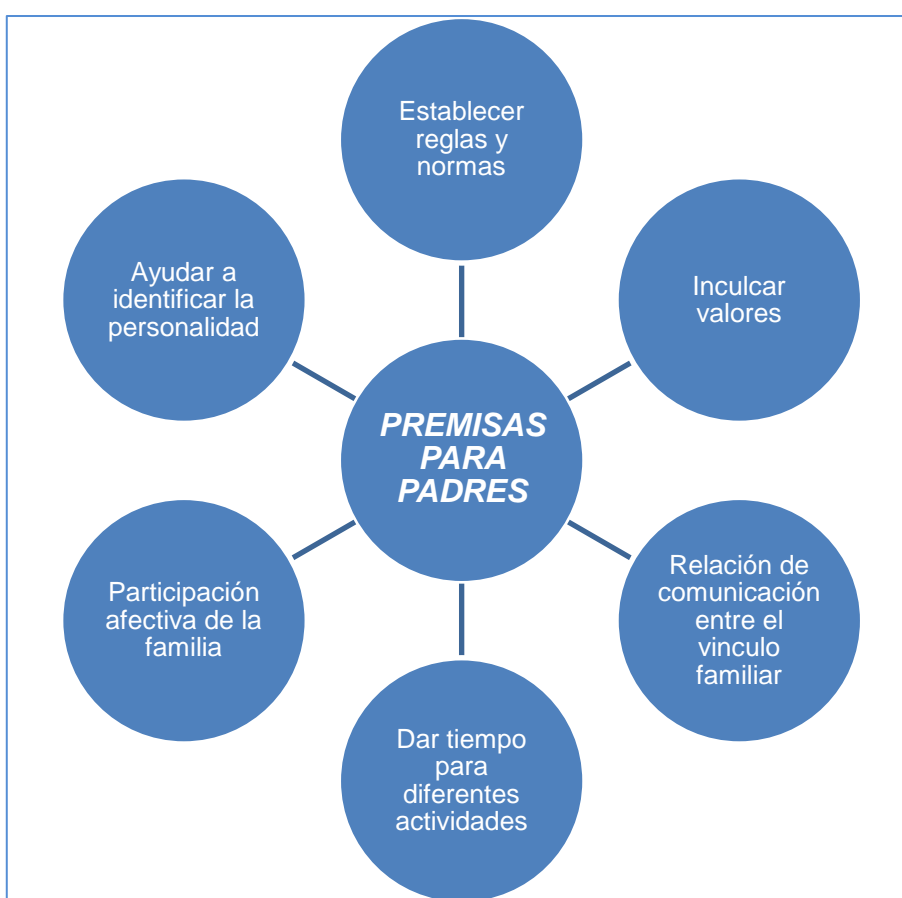 Establecer
reglas y
normas
Ayudar a
identificar la
personalidad
Inculcar
valores
PREMISAS
PARA
PADRES
Participación
afectiva de la
familia
Relación de
comunicación
entre el
vinculo
familiar
Dar tiempo
para
diferentes
actividades